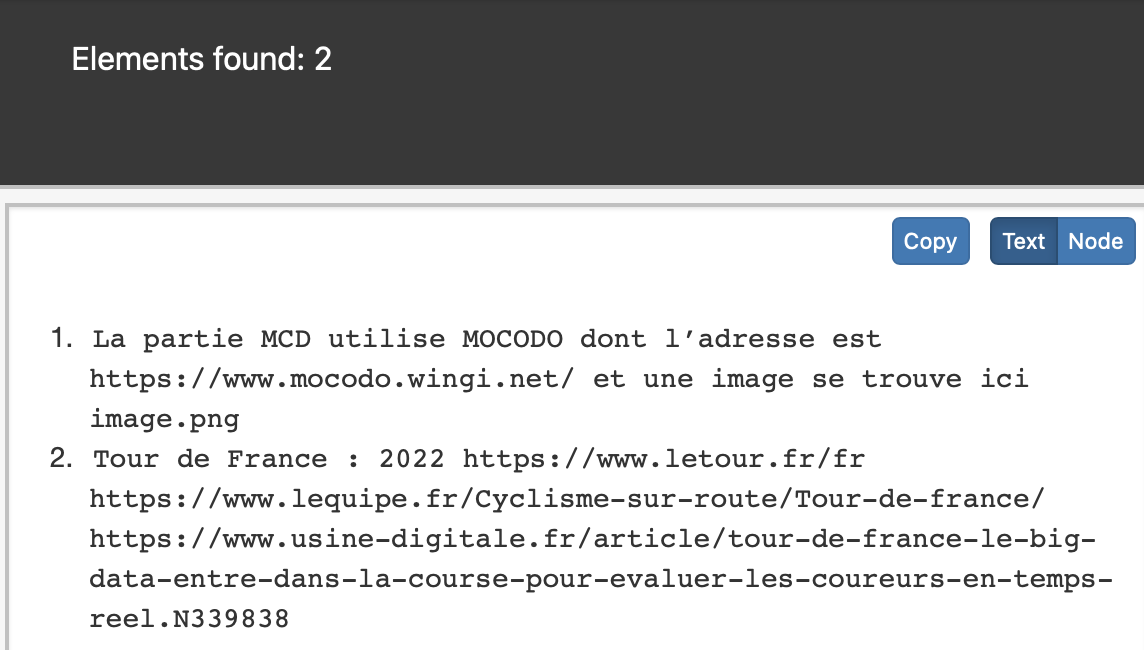 Elements found: 2
Copy
Text
Node
1. La partie MCD utilise MOCODO dont l’adresse est
https://www.mocodo.wingi.net/ et une image se trouve ici
image.png
2. Tour de France : 2022 https://www.letour.fr/fr
https://www.lequipe.fr/Cyclisme-sur-route/Tour-de-france/
https://www.usine-digitale.fr/article/tour-de-france-le-big-
data-entre-dans-la-course-pour-evaluer-les-coureurs-en-temps-
reel.N339838